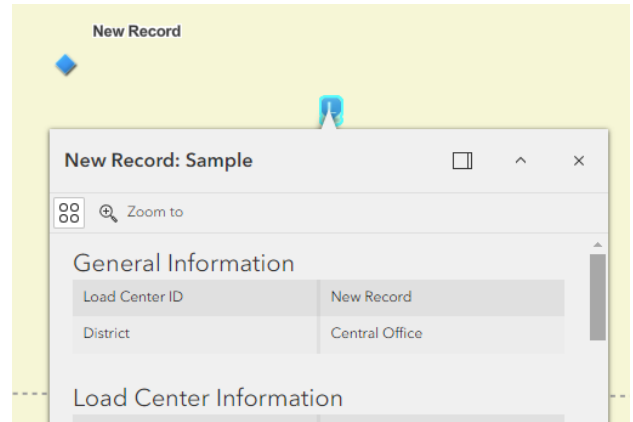 New Record
L
New Record: Sample
Zoom to
General Information
Load Center ID New Record
District Central Office
Load Center Information